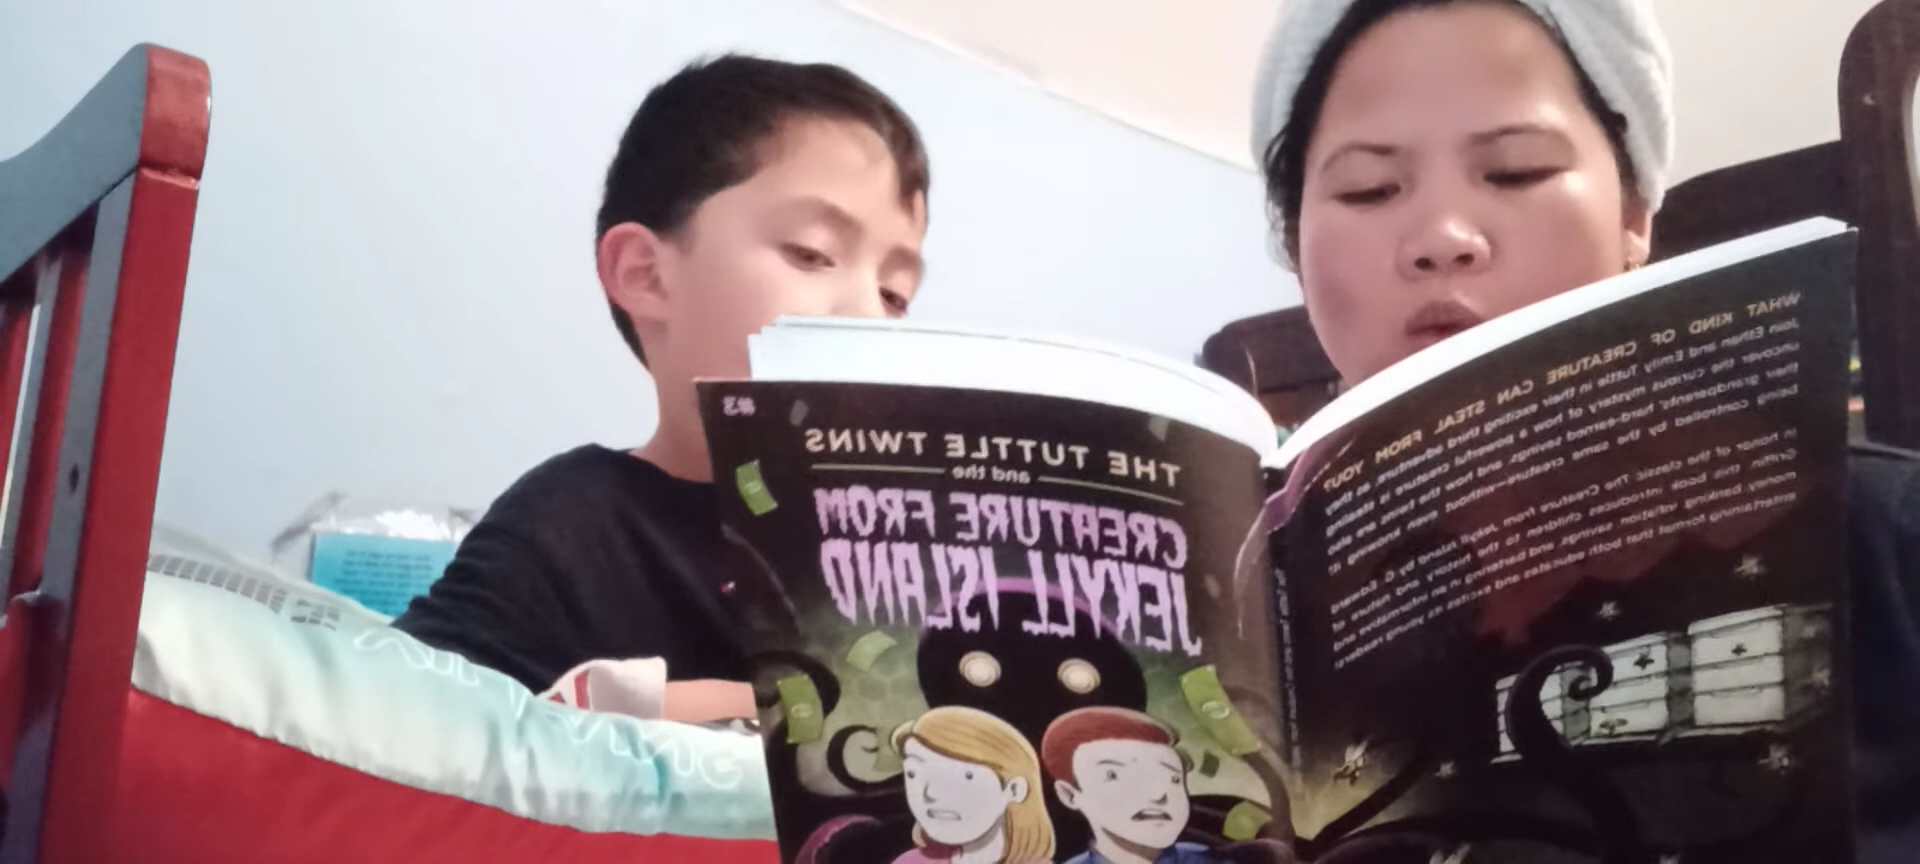 #3
THE TUTTLE TWINS
and the
CREATURE FROM
JEKYLL ISLAND
WHAT KIND OF CREATURE CAN STEAL FROM YOU?
Join Ethan and Emily Tuttle in their exciting third adventure, as they
uncover the curious mystery of how a powerful creature is stealing
their grandparents' hard-earned savings, and how the twins are also
being controlled by the same creature—without even knowing it!
In honor of the classic The Creature from Jekyll Island by G. Edward
Griffin, this book introduces children to the history and nature of
money, banking, inflation, savings, and bartering in an informative and
entertaining format that both educates and excites its young readers!